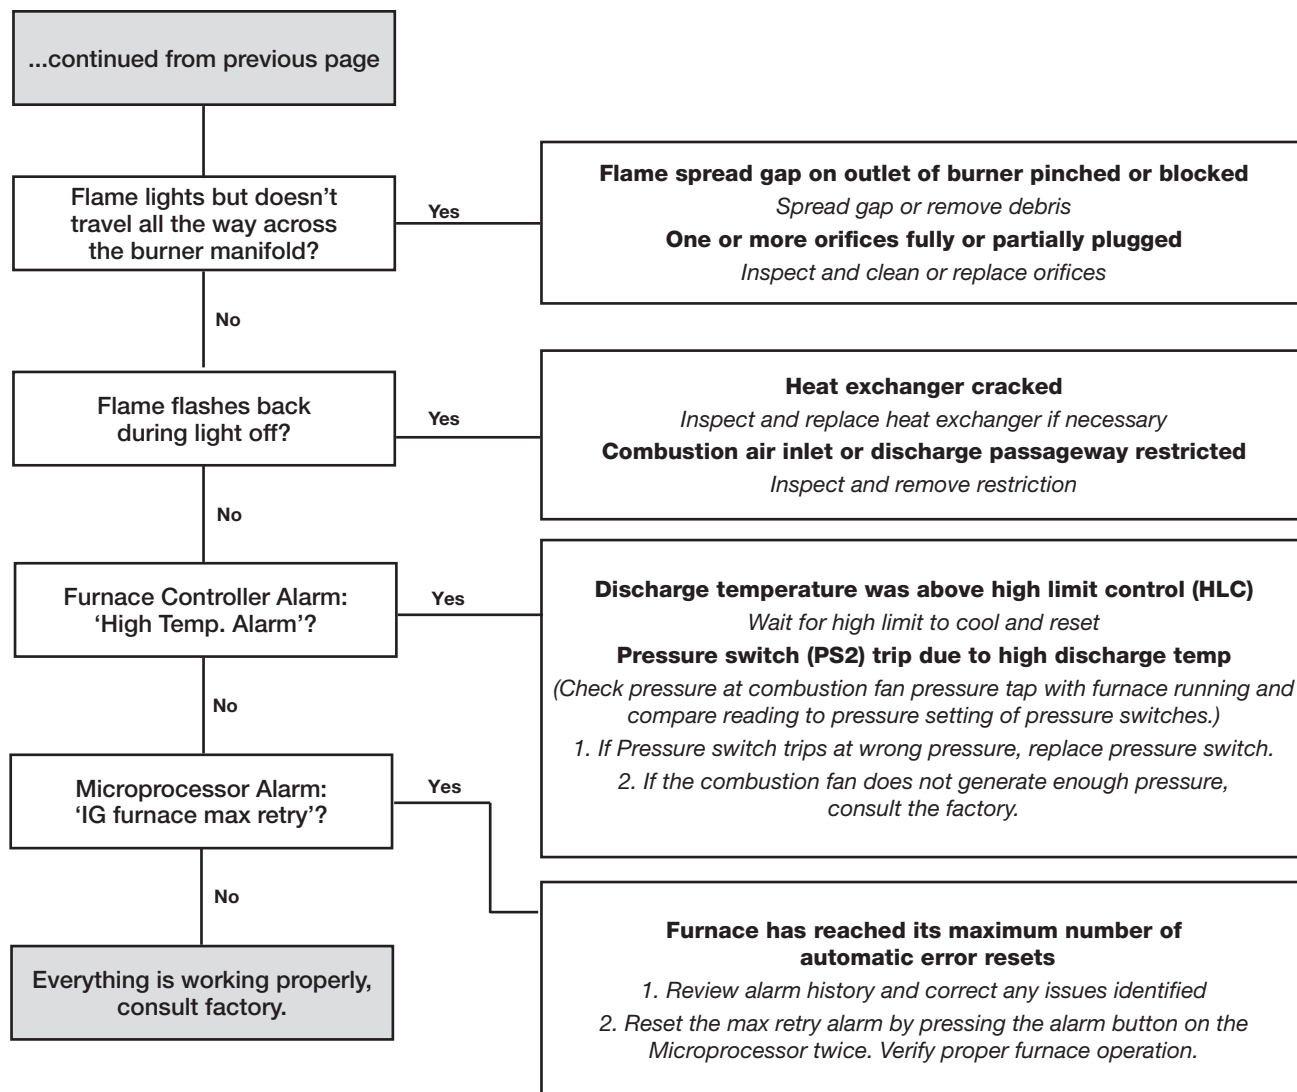 ...continued from previous page
Flame lights but doesn't
travel all the way across
the burner manifold?
Yes
Flame spread gap on outlet of burner pinched or blocked
Spread gap or remove debris
One or more orifices fully or partially plugged
Inspect and clean or replace orifices
No
Flame flashes back
during light off?
Yes
Heat exchanger cracked
Inspect and replace heat exchanger if necessary
Combustion air inlet or discharge passageway restricted
Inspect and remove restriction
No
Furnace Controller Alarm:
‘High Temp. Alarm’?
Yes
Discharge temperature was above high limit control (HLC)
Wait for high limit to cool and reset
Pressure switch (PS2) trip due to high discharge temp
(Check pressure at combustion fan pressure tap with furnace running and
compare reading to pressure setting of pressure switches.)
1. If Pressure switch trips at wrong pressure, replace pressure switch.
2. If the combustion fan does not generate enough pressure,
consult the factory.
No
Microprocessor Alarm:
‘IG furnace max retry’?
Yes
Furnace has reached its maximum number of
automatic error resets
1. Review alarm history and correct any issues identified
2. Reset the max retry alarm by pressing the alarm button on the
Microprocessor twice. Verify proper furnace operation.
No
Everything is working properly,
consult factory.